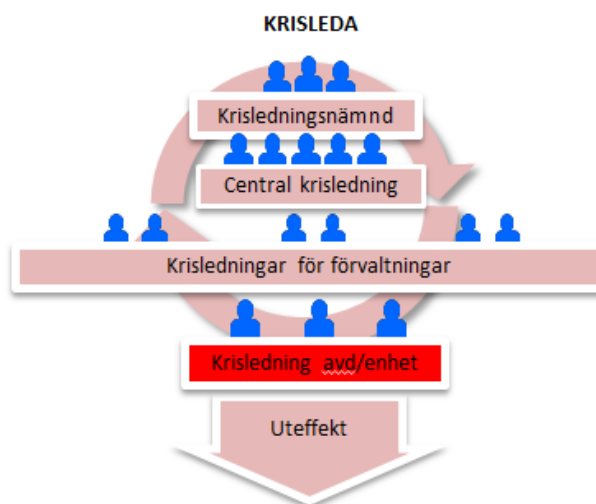 KRISLEDA
Krisledningsnämnd
Central krisledning
Krisledningar för förvaltningar
Krisledning avd/enhet
Uteffekt